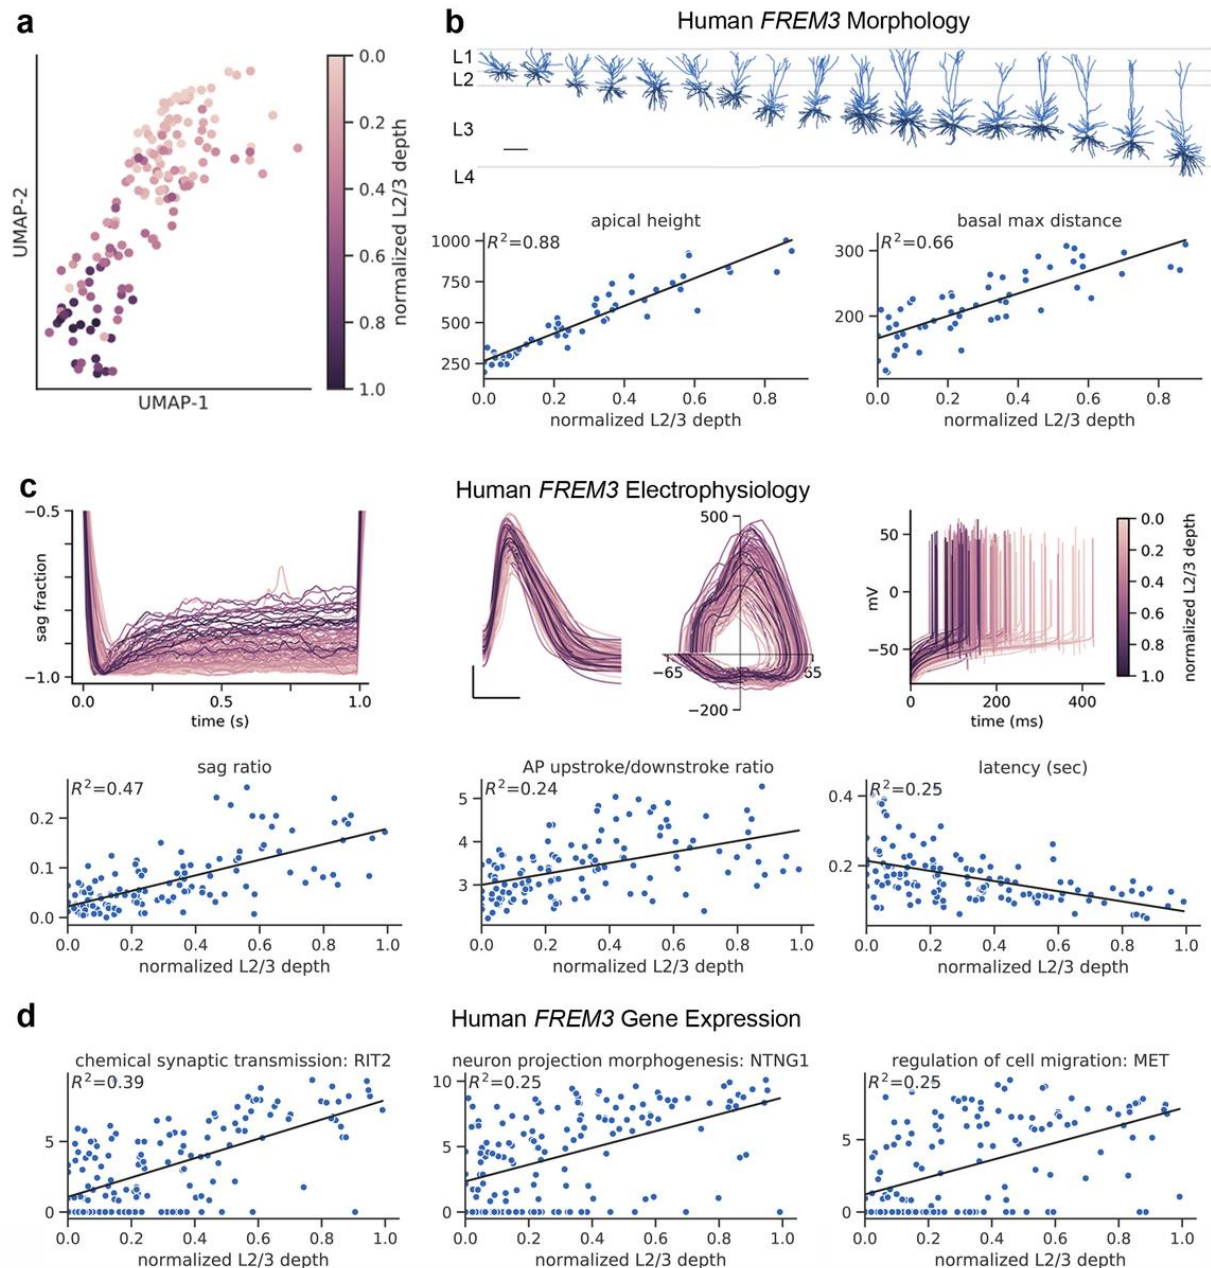 a
UMAP-2
UMAP-1
0.0
0.2
0.4
0.6
0.8
1.0
normalized L2/3 depth
b
Human FREM3 Morphology
L1
L2
L3
L4
apical height
R²=0.88
1000
750
500
250
0.0 0.2 0.4 0.6 0.8
normalized L2/3 depth
basal max distance
R²=0.66
300
200
0.0 0.2 0.4 0.6 0.8
normalized L2/3 depth
c
Human FREM3 Electrophysiology
−0.5
−1.0
sag fraction
0.0 0.5 1.0
time (s)
500
−65
65
−200
50
0
−50
mV
0 200 400
time (ms)
0.0
0.2
0.4
0.6
0.8
1.0
normalized L2/3 depth
sag ratio
R²=0.47
0.2
0.1
0.0
0.0 0.2 0.4 0.6 0.8 1.0
normalized L2/3 depth
AP upstroke/downstroke ratio
R²=0.24
5
4
3
0.0 0.2 0.4 0.6 0.8 1.0
normalized L2/3 depth
latency (sec)
R²=0.25
0.4
0.2
0.0 0.2 0.4 0.6 0.8 1.0
normalized L2/3 depth
d
Human FREM3 Gene Expression
chemical synaptic transmission: RIT2
R²=0.39
5
0
0.0 0.2 0.4 0.6 0.8 1.0
normalized L2/3 depth
neuron projection morphogenesis: NTNG1
R²=0.25
10
5
0
0.0 0.2 0.4 0.6 0.8 1.0
normalized L2/3 depth
regulation of cell migration: MET
R²=0.25
5
0
0.0 0.2 0.4 0.6 0.8 1.0
normalized L2/3 depth